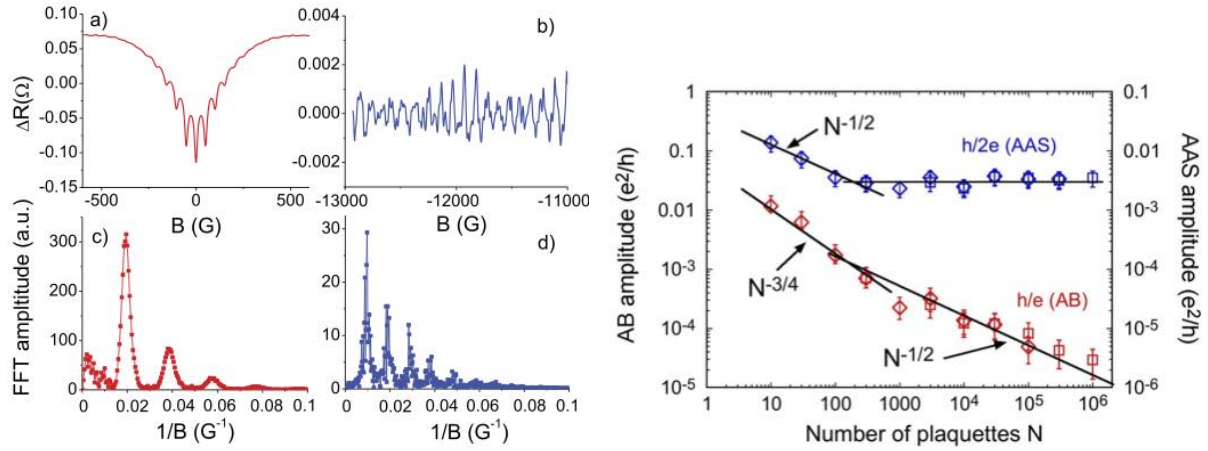 a)
0.10
0.05
0.00
-0.05
-0.10
-0.15
ΔR(Ω)
-500 0 500
B (G)
b)
0.004
0.002
0.000
-0.002
-13000 -12000 -11000
B (G)
c)
300
200
100
0
FFT ampltitude (a.u.)
0 0.02 0.04 0.06 0.08 0.1
1/B (G⁻¹)
d)
30
20
10
0
0 0.02 0.04 0.06 0.08 0.1
1/B (G⁻¹)
1
0.1
0.01
10⁻³
10⁻⁴
10⁻⁵
AB amplitude (e²/h)
0.1
0.01
10⁻³
10⁻⁴
10⁻⁵
10⁻⁶
AAS amplitude (e²/h)
N⁻¹/²
h/2e (AAS)
N⁻³/⁴
h/e (AB)
N⁻¹/²
1 10 100 1000 10⁴ 10⁵ 10⁶
Number of plaquettes N